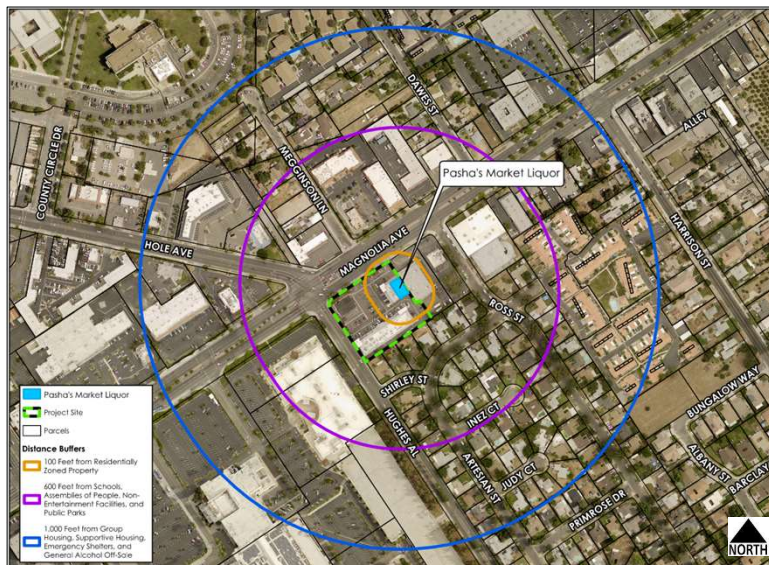 DAWES ST
COUNTY CIRCLE DR
MEGGINSON LN
ALLEY
Pasha's Market Liquor
HOLE AVE
MAGNOLIA AVE
HARRISON ST
ROSS ST
SHIRLEY ST
INEZ CT
HUGHES AL
ARTESIAN ST
JUDY CT
PRIMROSE DR
BUNGALOW WAY
ALBANY ST
BARCLAY
Pasha's Market Liquor
Project Site
Parcels
Distance Buffers
100 Feet from Residentially
Zoned Property
600 Feet from Schools,
Assemblies of People, Non-
Entertainment Facilities, and
Public Parks
1,000 Feet from Group
Housing, Supportive Housing,
Emergency Shelters, and
General Alcohol Off-Sale
NORTH